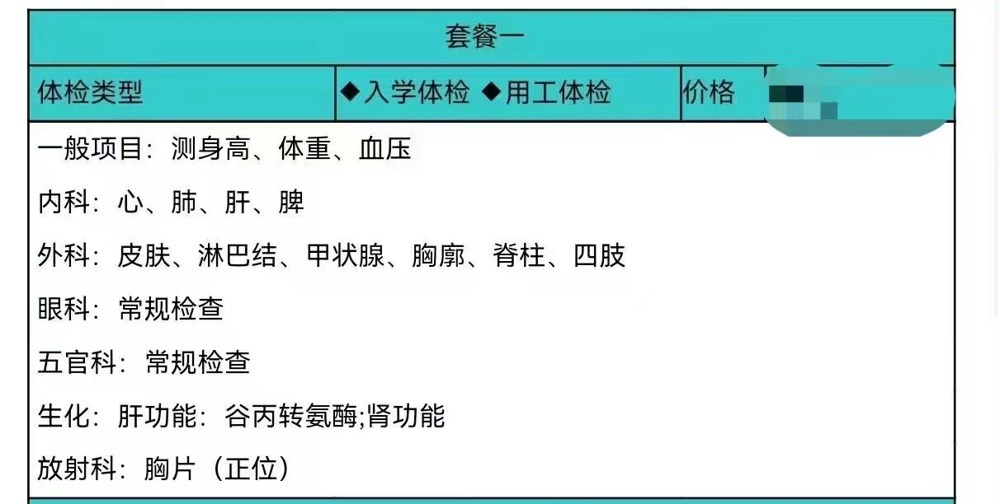 套餐一
体检类型 ◆入学体检 ◆用工体检 价格
一般项目：测身高、体重、血压
内科：心、肺、肝、脾
外科：皮肤、淋巴结、甲状腺、胸廓、脊柱、四肢
眼科：常规检查
五官科：常规检查
生化：肝功能：谷丙转氨酶;肾功能
放射科：胸片（正位）